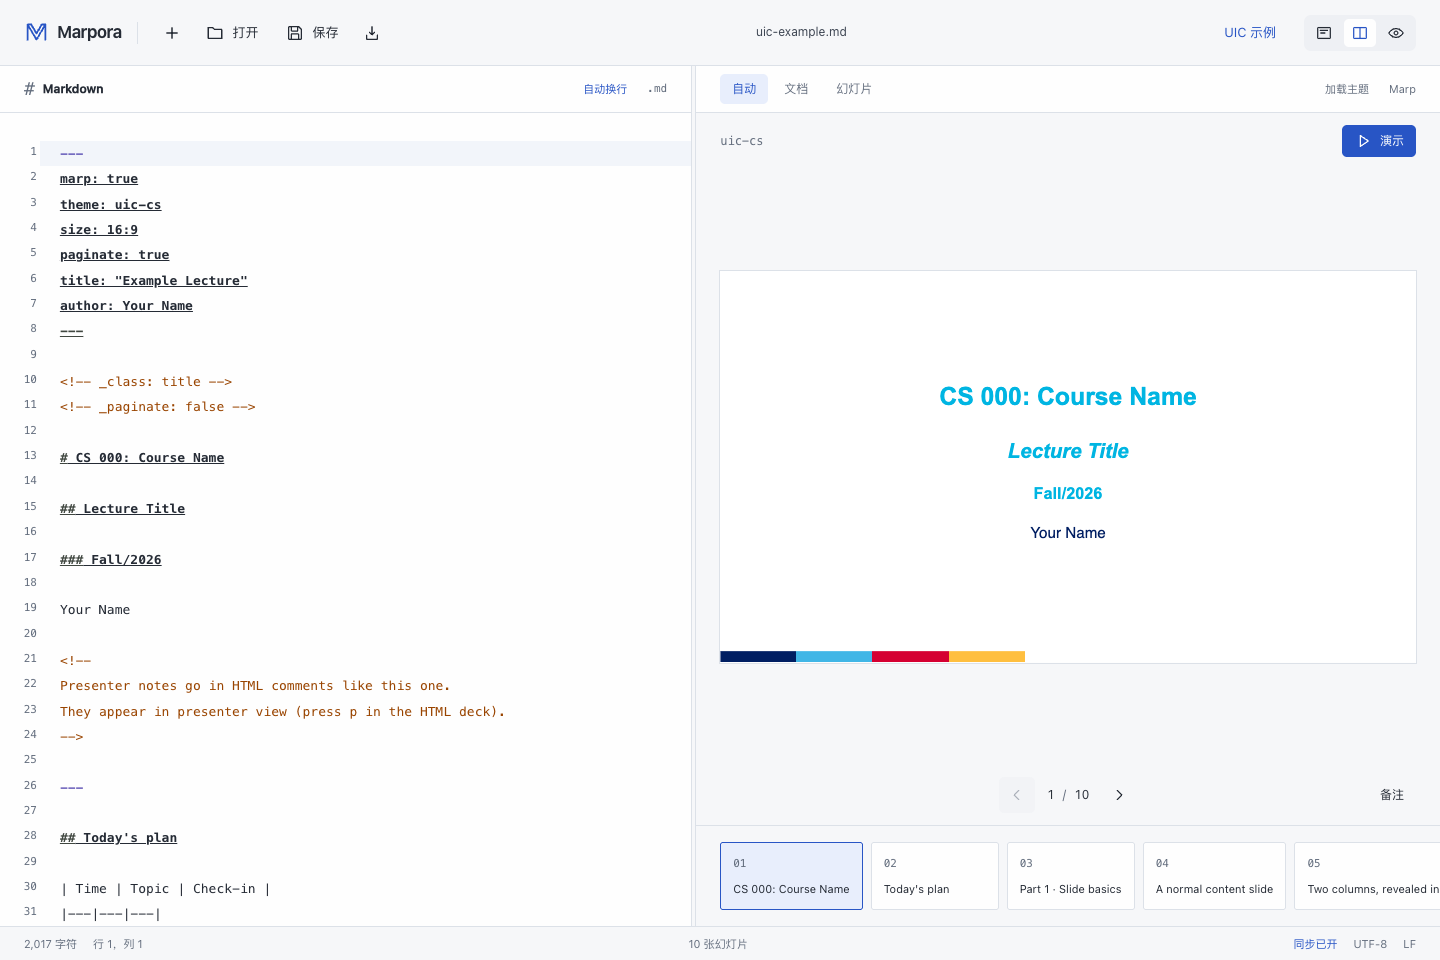 Marpora
打开
保存
uic-example.md
UIC 示例
# Markdown
自动换行
.md
自动
文档
幻灯片
加载主题
Marp
1 ---
2 marp: true
3 theme: uic-cs
4 size: 16:9
5 paginate: true
6 title: "Example Lecture"
7 author: Your Name
8 ---
9
10 <!-- _class: title -->
11 <!-- _paginate: false -->
12
13 # CS 000: Course Name
14
15 ## Lecture Title
16
17 ### Fall/2026
18
19 Your Name
20
21 <!--
22 Presenter notes go in HTML comments like this one.
23 They appear in presenter view (press p in the HTML deck).
24 -->
25
26 ---
27
28 ## Today's plan
29
30 | Time | Topic | Check-in |
31 |---|---|---|
uic-cs
演示
CS 000: Course Name
Lecture Title
Fall/2026
Your Name
1 / 10
备注
01
CS 000: Course Name
02
Today's plan
03
Part 1 · Slide basics
04
A normal content slide
05
Two columns, revealed in
2,017 字符
行 1，列 1
10 张幻灯片
同步已开
UTF-8
LF